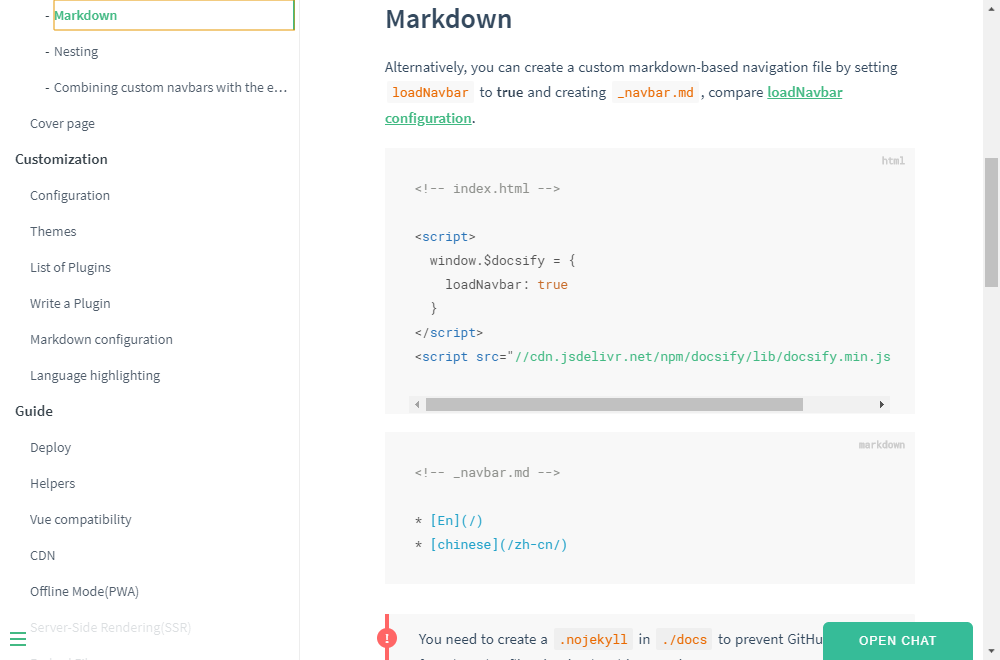 - Markdown
- Nesting
- Combining custom navbars with the e…
Cover page
Customization
Configuration
Themes
List of Plugins
Write a Plugin
Markdown configuration
Language highlighting
Guide
Deploy
Helpers
Vue compatibility
CDN
Offline Mode(PWA)
Server-Side Rendering(SSR)
Markdown
Alternatively, you can create a custom markdown-based navigation file by setting
loadNavbar to true and creating _navbar.md , compare loadNavbar
configuration.
html
<!-- index.html -->
<script>
window.$docsify = {
loadNavbar: true
}
</script>
<script src="//cdn.jsdelivr.net/npm/docsify/lib/docsify.min.js
markdown
<!-- _navbar.md -->
* [En](/)
* [chinese](/zh-cn/)
! You need to create a .nojekyll in ./docs to prevent GitHu
OPEN CHAT